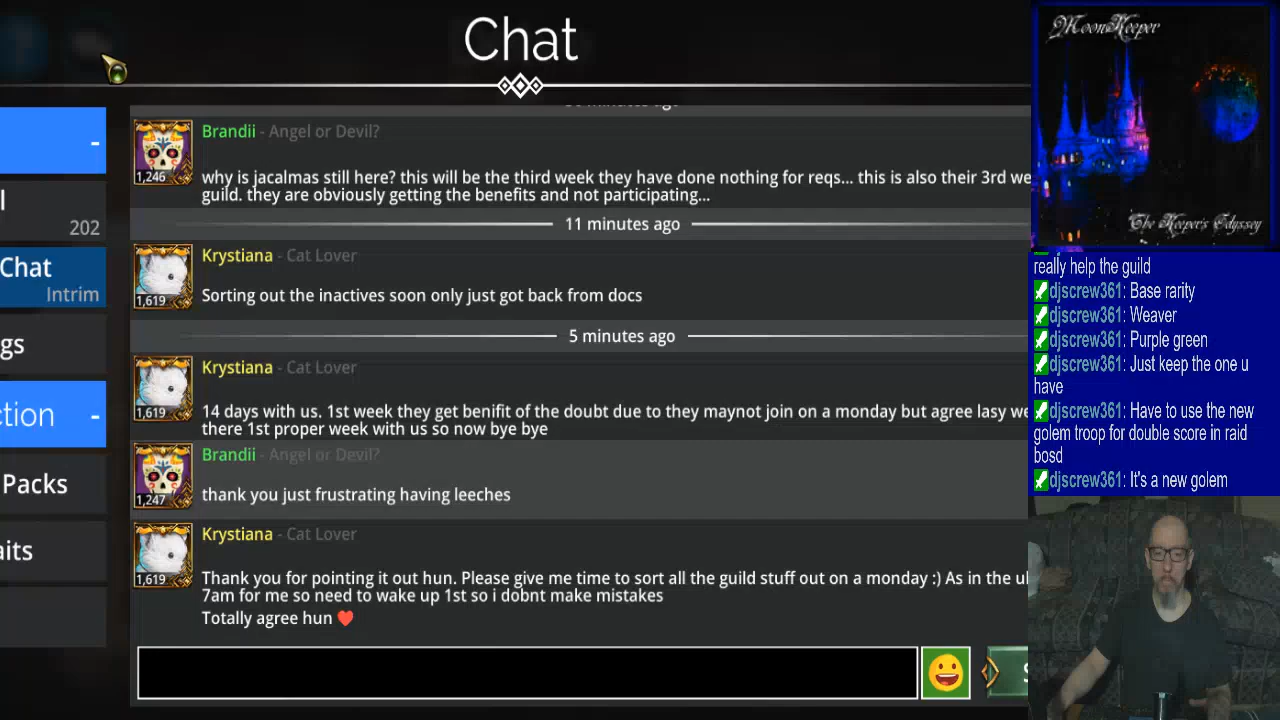 Chat
Brandii - Angel or Devil?
1,246
why is jacalmas still here? this will be the third week they have done nothing for reqs... this is also their 3rd we
guild. they are obviously getting the benefits and not participating...
11 minutes ago
Krystiana - Cat Lover
1,619
Sorting out the inactives soon only just got back from docs
5 minutes ago
Krystiana - Cat Lover
1,619
14 days with us. 1st week they get benifit of the doubt due to they maynot join on a monday but agree lasy we
there 1st proper week with us so now bye bye
Brandii - Angel or Devil?
1,247
thank you just frustrating having leeches
Krystiana - Cat Lover
1,619
Thank you for pointing it out hun. Please give me time to sort all the guild stuff out on a monday :) As in the
7am for me so need to wake up 1st so i dobnt make mistakes
Totally agree hun ❤
-
l
202
Chat
Intrim
gs
ction -
Packs
aits
MoonKeeper
The Keeper's Odyssey
really help the guild
djscrew361: Base rarity
djscrew361: Weaver
djscrew361: Purple green
djscrew361: Just keep the one u
have
djscrew361: Have to use the new
golem troop for double score in raid
bosd
djscrew361: It's a new golem